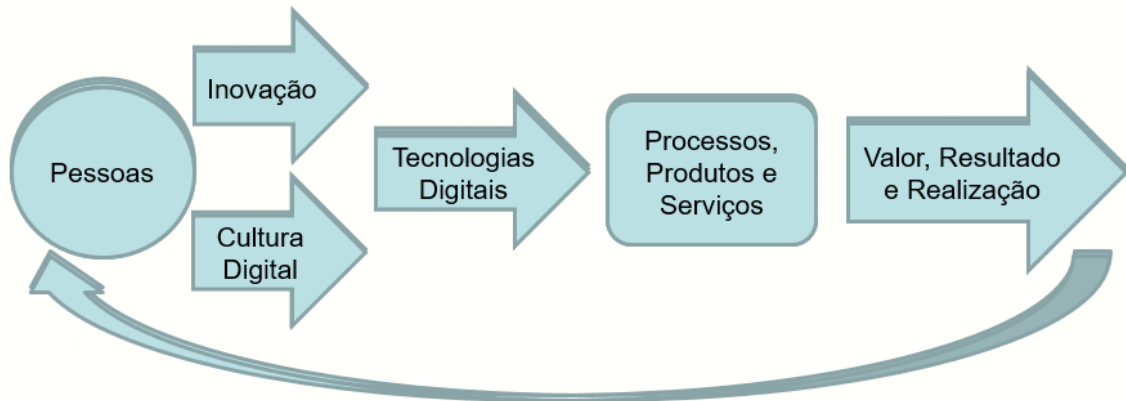 Pessoas
Inovação
Cultura
Digital
Tecnologias
Digitais
Processos,
Produtos e
Serviços
Valor, Resultado
e Realização